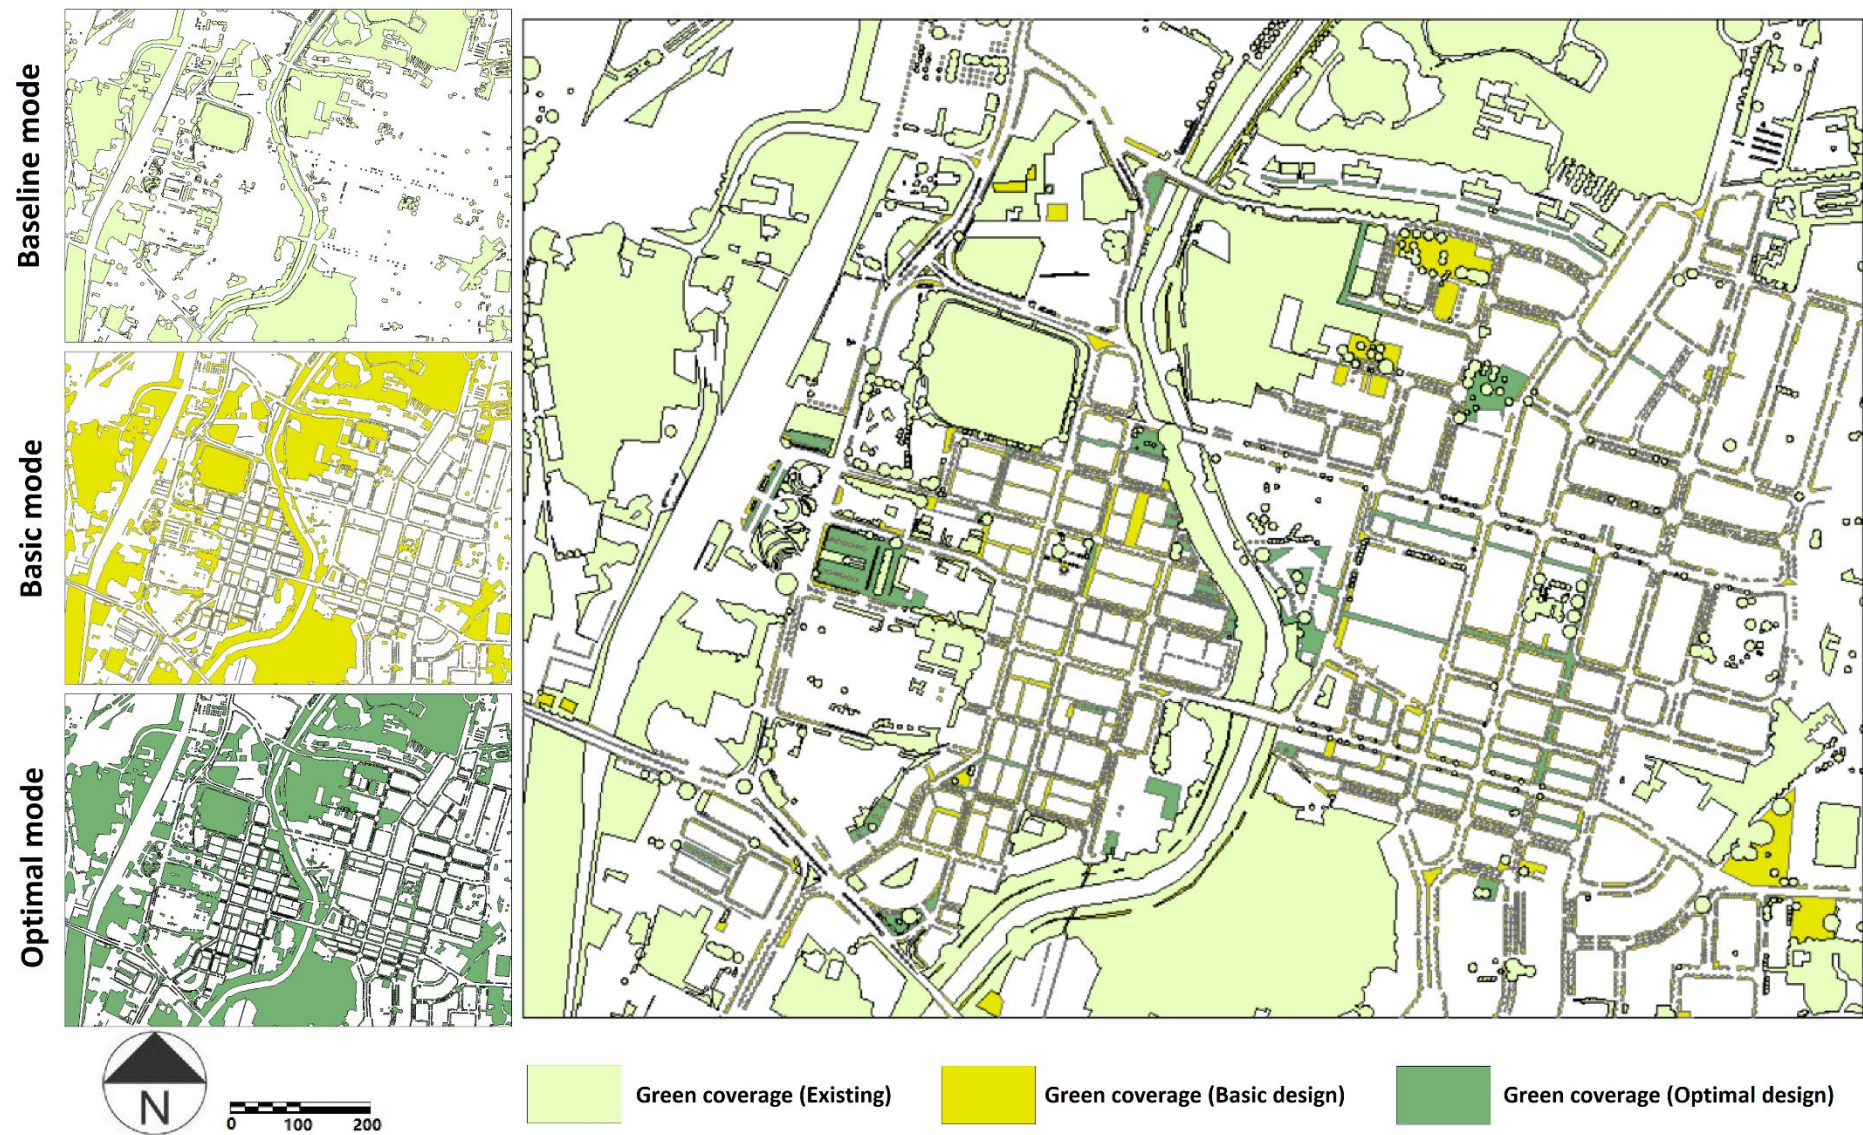 Baseline mode
Basic mode
Optimal mode
N
0 100 200
Green coverage (Existing)
Green coverage (Basic design)
Green coverage (Optimal design)